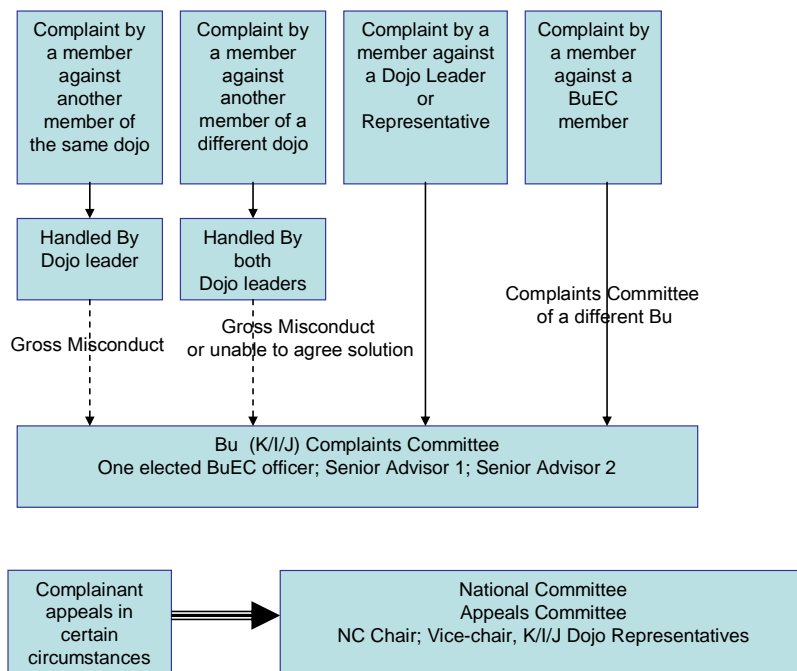 Complaint by
a member
against
another
member of
the same dojo
Complaint by
a member
against
another
member of a
different dojo
Complaint by a
member against
a Dojo Leader
or
Representative
Complaint by
a member
against a
BuEC
member
Handled By
Dojo leader
Handled By
both
Dojo leaders
Gross Misconduct
Gross Misconduct
or unable to agree solution
Complaints Committee
of a different Bu
Bu (K/I/J) Complaints Committee
One elected BuEC officer; Senior Advisor 1; Senior Advisor 2
Complainant
appeals in
certain
circumstances
National Committee
Appeals Committee
NC Chair; Vice-chair, K/I/J Dojo Representatives